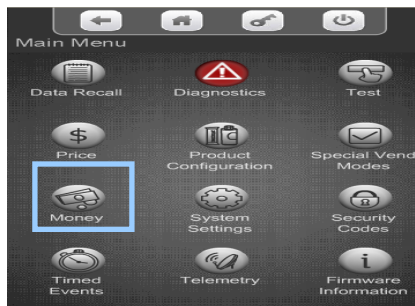 Main Menu
Data Recall
Diagnostics
Test
$
Price
Product
Configuration
Special Vend
Modes
Money
System
Settings
Security
Codes
Timed
Events
Telemetry
i
Firmware
Information